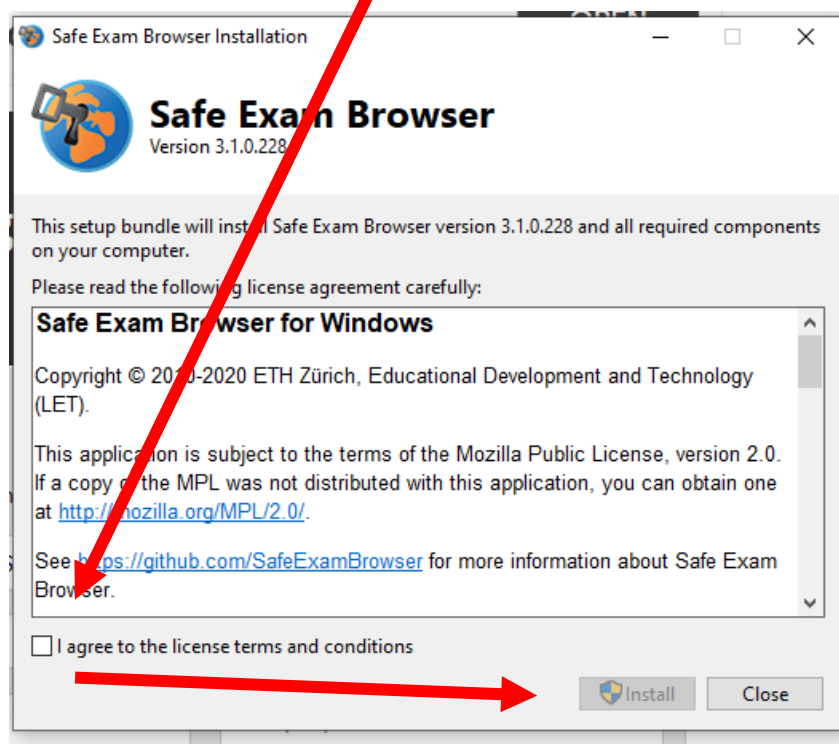 OPEN
Safe Exam Browser Installation
Safe Exam Browser
Version 3.1.0.228
This setup bundle will install Safe Exam Browser version 3.1.0.228 and all required components
on your computer.
Please read the following license agreement carefully:
Safe Exam Browser for Windows
Copyright © 2010-2020 ETH Zürich, Educational Development and Technology
(LET).
This application is subject to the terms of the Mozilla Public License, version 2.0.
If a copy of the MPL was not distributed with this application, you can obtain one
at http://mozilla.org/MPL/2.0/.
See https://github.com/SafeExamBrowser for more information about Safe Exam
Browser.
I agree to the license terms and conditions
Install Close